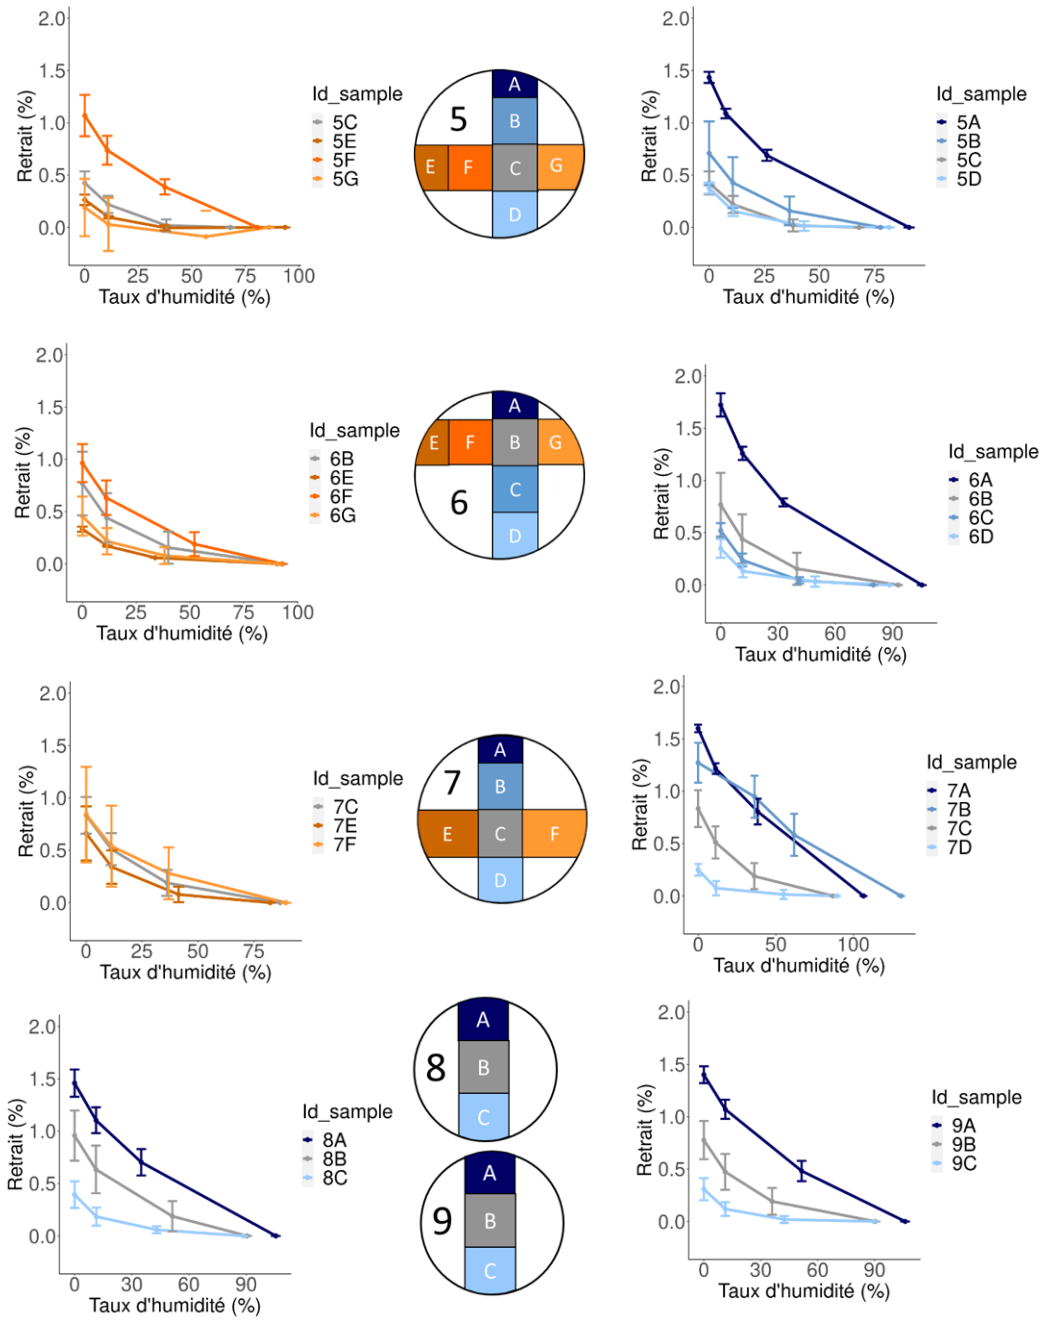 2.0
1.5
1.0
0.5
0.0
Retrait (%)
0 25 50 75 100
Taux d'humidité (%)
Id_sample
5C
5E
5F
5G
5
A
B
E F C G
D
2.0
1.5
1.0
0.5
0.0
Retrait (%)
0 25 50 75
Taux d'humidité (%)
Id_sample
5A
5B
5C
5D
2.0
1.5
1.0
0.5
0.0
Retrait (%)
0 25 50 75 100
Taux d'humidité (%)
Id_sample
6B
6E
6F
6G
A
E F B G
C
6
D
2.0
1.5
1.0
0.5
0.0
Retrait (%)
0 30 60 90
Taux d'humidité (%)
Id_sample
6A
6B
6C
6D
2.0
1.5
1.0
0.5
0.0
Retrait (%)
0 25 50 75
Taux d'humidité (%)
Id_sample
7C
7E
7F
A
7
B
E C F
D
2.0
1.5
1.0
0.5
0.0
Retrait (%)
0 50 100
Taux d'humidité (%)
Id_sample
7A
7B
7C
7D
2.0
1.5
1.0
0.5
0.0
Retrait (%)
0 30 60 90
Taux d'humidité (%)
Id_sample
8A
8B
8C
A
8 B
C
A
9 B
C
2.0
1.5
1.0
0.5
0.0
Retrait (%)
0 30 60 90
Taux d'humidité (%)
Id_sample
9A
9B
9C